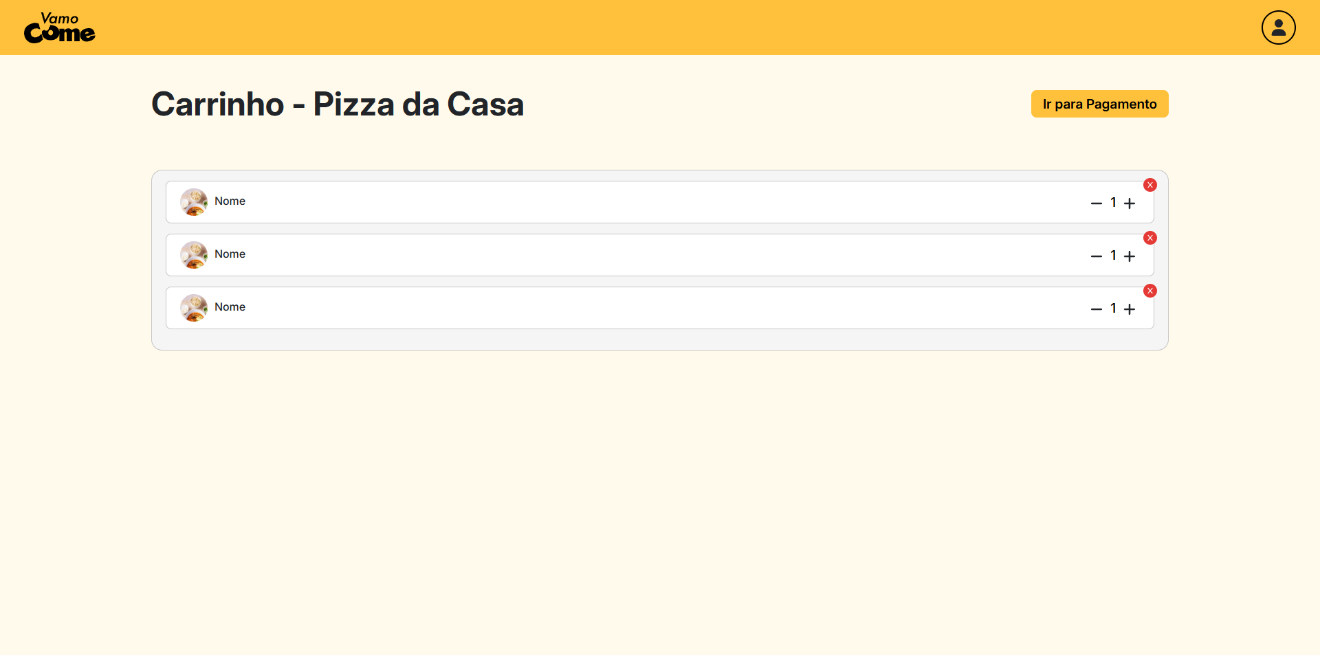 Vamo
Come
Carrinho - Pizza da Casa
Ir para Pagamento
X
Nome
1
X
Nome
1
X
Nome
1